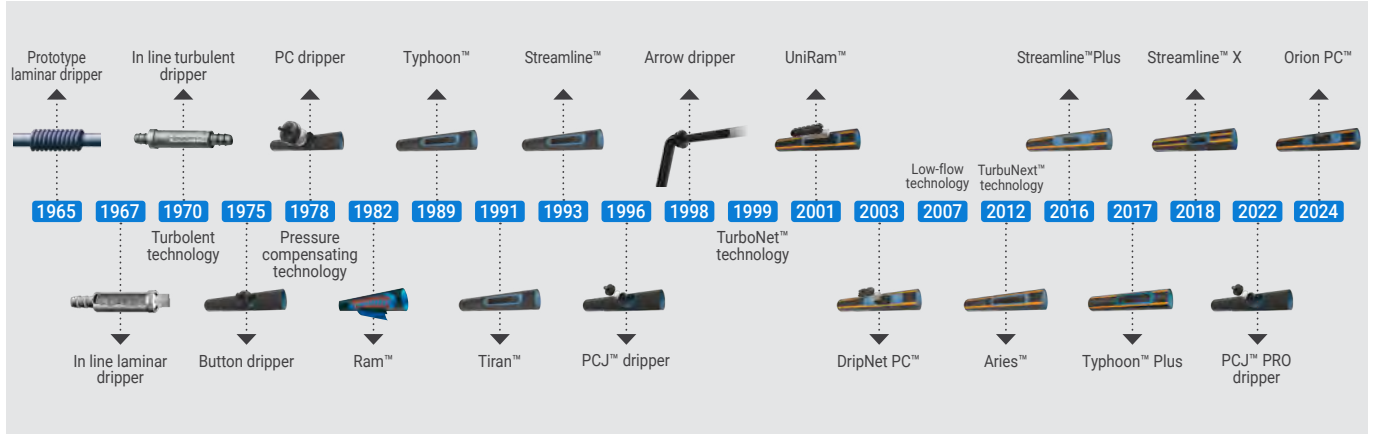 Prototype
laminar dripper
In line turbulent
dripper
PC dripper
Typhoon™
Streamline™
Arrow dripper
UniRam™
Streamline™Plus
Streamline™ X
Orion PC™
Low-flow
technology
TurbuNext™
technology
1965
1967
1970
1975
1978
1982
1989
1991
1993
1996
1998
1999
2001
2003
2007
2012
2016
2017
2018
2022
2024
Turbolent
technology
Pressure
compensating
technology
TurboNet™
technology
In line laminar
dripper
Button dripper
Ram™
Tiran™
PCJ™ dripper
DripNet PC™
Aries™
Typhoon™ Plus
PCJ™ PRO
dripper